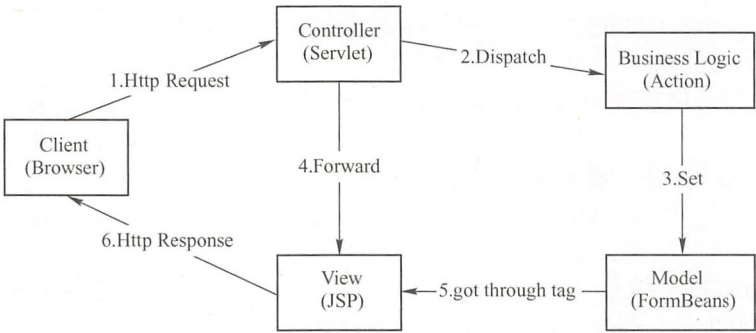 Controller
(Servlet)
2.Dispatch
Business Logic
(Action)
1.Http Request
Client
(Browser)
4.Forward
3.Set
6.Http Response
View
(JSP)
5.got through tag
Model
(FormBeans)